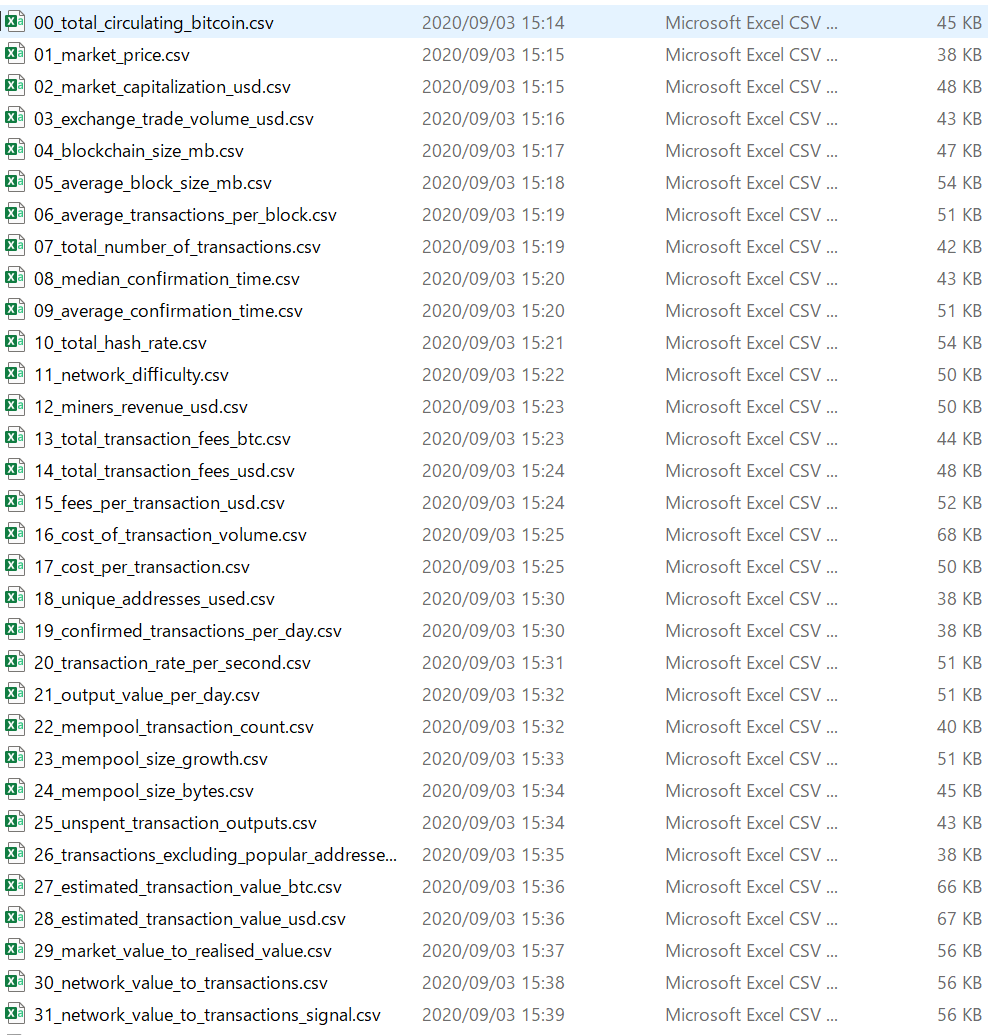 00_total_circulating_bitcoin.csv 2020/09/03 15:14 Microsoft Excel CSV ... 45 KB
01_market_price.csv 2020/09/03 15:15 Microsoft Excel CSV ... 38 KB
02_market_capitalization_usd.csv 2020/09/03 15:15 Microsoft Excel CSV ... 48 KB
03_exchange_trade_volume_usd.csv 2020/09/03 15:16 Microsoft Excel CSV ... 43 KB
04_blockchain_size_mb.csv 2020/09/03 15:17 Microsoft Excel CSV ... 47 KB
05_average_block_size_mb.csv 2020/09/03 15:18 Microsoft Excel CSV ... 54 KB
06_average_transactions_per_block.csv 2020/09/03 15:19 Microsoft Excel CSV ... 51 KB
07_total_number_of_transactions.csv 2020/09/03 15:19 Microsoft Excel CSV ... 42 KB
08_median_confirmation_time.csv 2020/09/03 15:20 Microsoft Excel CSV ... 43 KB
09_average_confirmation_time.csv 2020/09/03 15:20 Microsoft Excel CSV ... 51 KB
10_total_hash_rate.csv 2020/09/03 15:21 Microsoft Excel CSV ... 54 KB
11_network_difficulty.csv 2020/09/03 15:22 Microsoft Excel CSV ... 50 KB
12_miners_revenue_usd.csv 2020/09/03 15:23 Microsoft Excel CSV ... 50 KB
13_total_transaction_fees_btc.csv 2020/09/03 15:23 Microsoft Excel CSV ... 44 KB
14_total_transaction_fees_usd.csv 2020/09/03 15:24 Microsoft Excel CSV ... 48 KB
15_fees_per_transaction_usd.csv 2020/09/03 15:24 Microsoft Excel CSV ... 52 KB
16_cost_of_transaction_volume.csv 2020/09/03 15:25 Microsoft Excel CSV ... 68 KB
17_cost_per_transaction.csv 2020/09/03 15:25 Microsoft Excel CSV ... 50 KB
18_unique_addresses_used.csv 2020/09/03 15:30 Microsoft Excel CSV ... 38 KB
19_confirmed_transactions_per_day.csv 2020/09/03 15:30 Microsoft Excel CSV ... 38 KB
20_transaction_rate_per_second.csv 2020/09/03 15:31 Microsoft Excel CSV ... 51 KB
21_output_value_per_day.csv 2020/09/03 15:32 Microsoft Excel CSV ... 51 KB
22_mempool_transaction_count.csv 2020/09/03 15:32 Microsoft Excel CSV ... 40 KB
23_mempool_size_growth.csv 2020/09/03 15:33 Microsoft Excel CSV ... 51 KB
24_mempool_size_bytes.csv 2020/09/03 15:34 Microsoft Excel CSV ... 45 KB
25_unspent_transaction_outputs.csv 2020/09/03 15:34 Microsoft Excel CSV ... 43 KB
26_transactions_excluding_popular_addresse... 2020/09/03 15:35 Microsoft Excel CSV ... 38 KB
27_estimated_transaction_value_btc.csv 2020/09/03 15:36 Microsoft Excel CSV ... 66 KB
28_estimated_transaction_value_usd.csv 2020/09/03 15:36 Microsoft Excel CSV ... 67 KB
29_market_value_to_realised_value.csv 2020/09/03 15:37 Microsoft Excel CSV ... 56 KB
30_network_value_to_transactions.csv 2020/09/03 15:38 Microsoft Excel CSV ... 56 KB
31_network_value_to_transactions_signal.csv 2020/09/03 15:39 Microsoft Excel CSV ... 56 KB